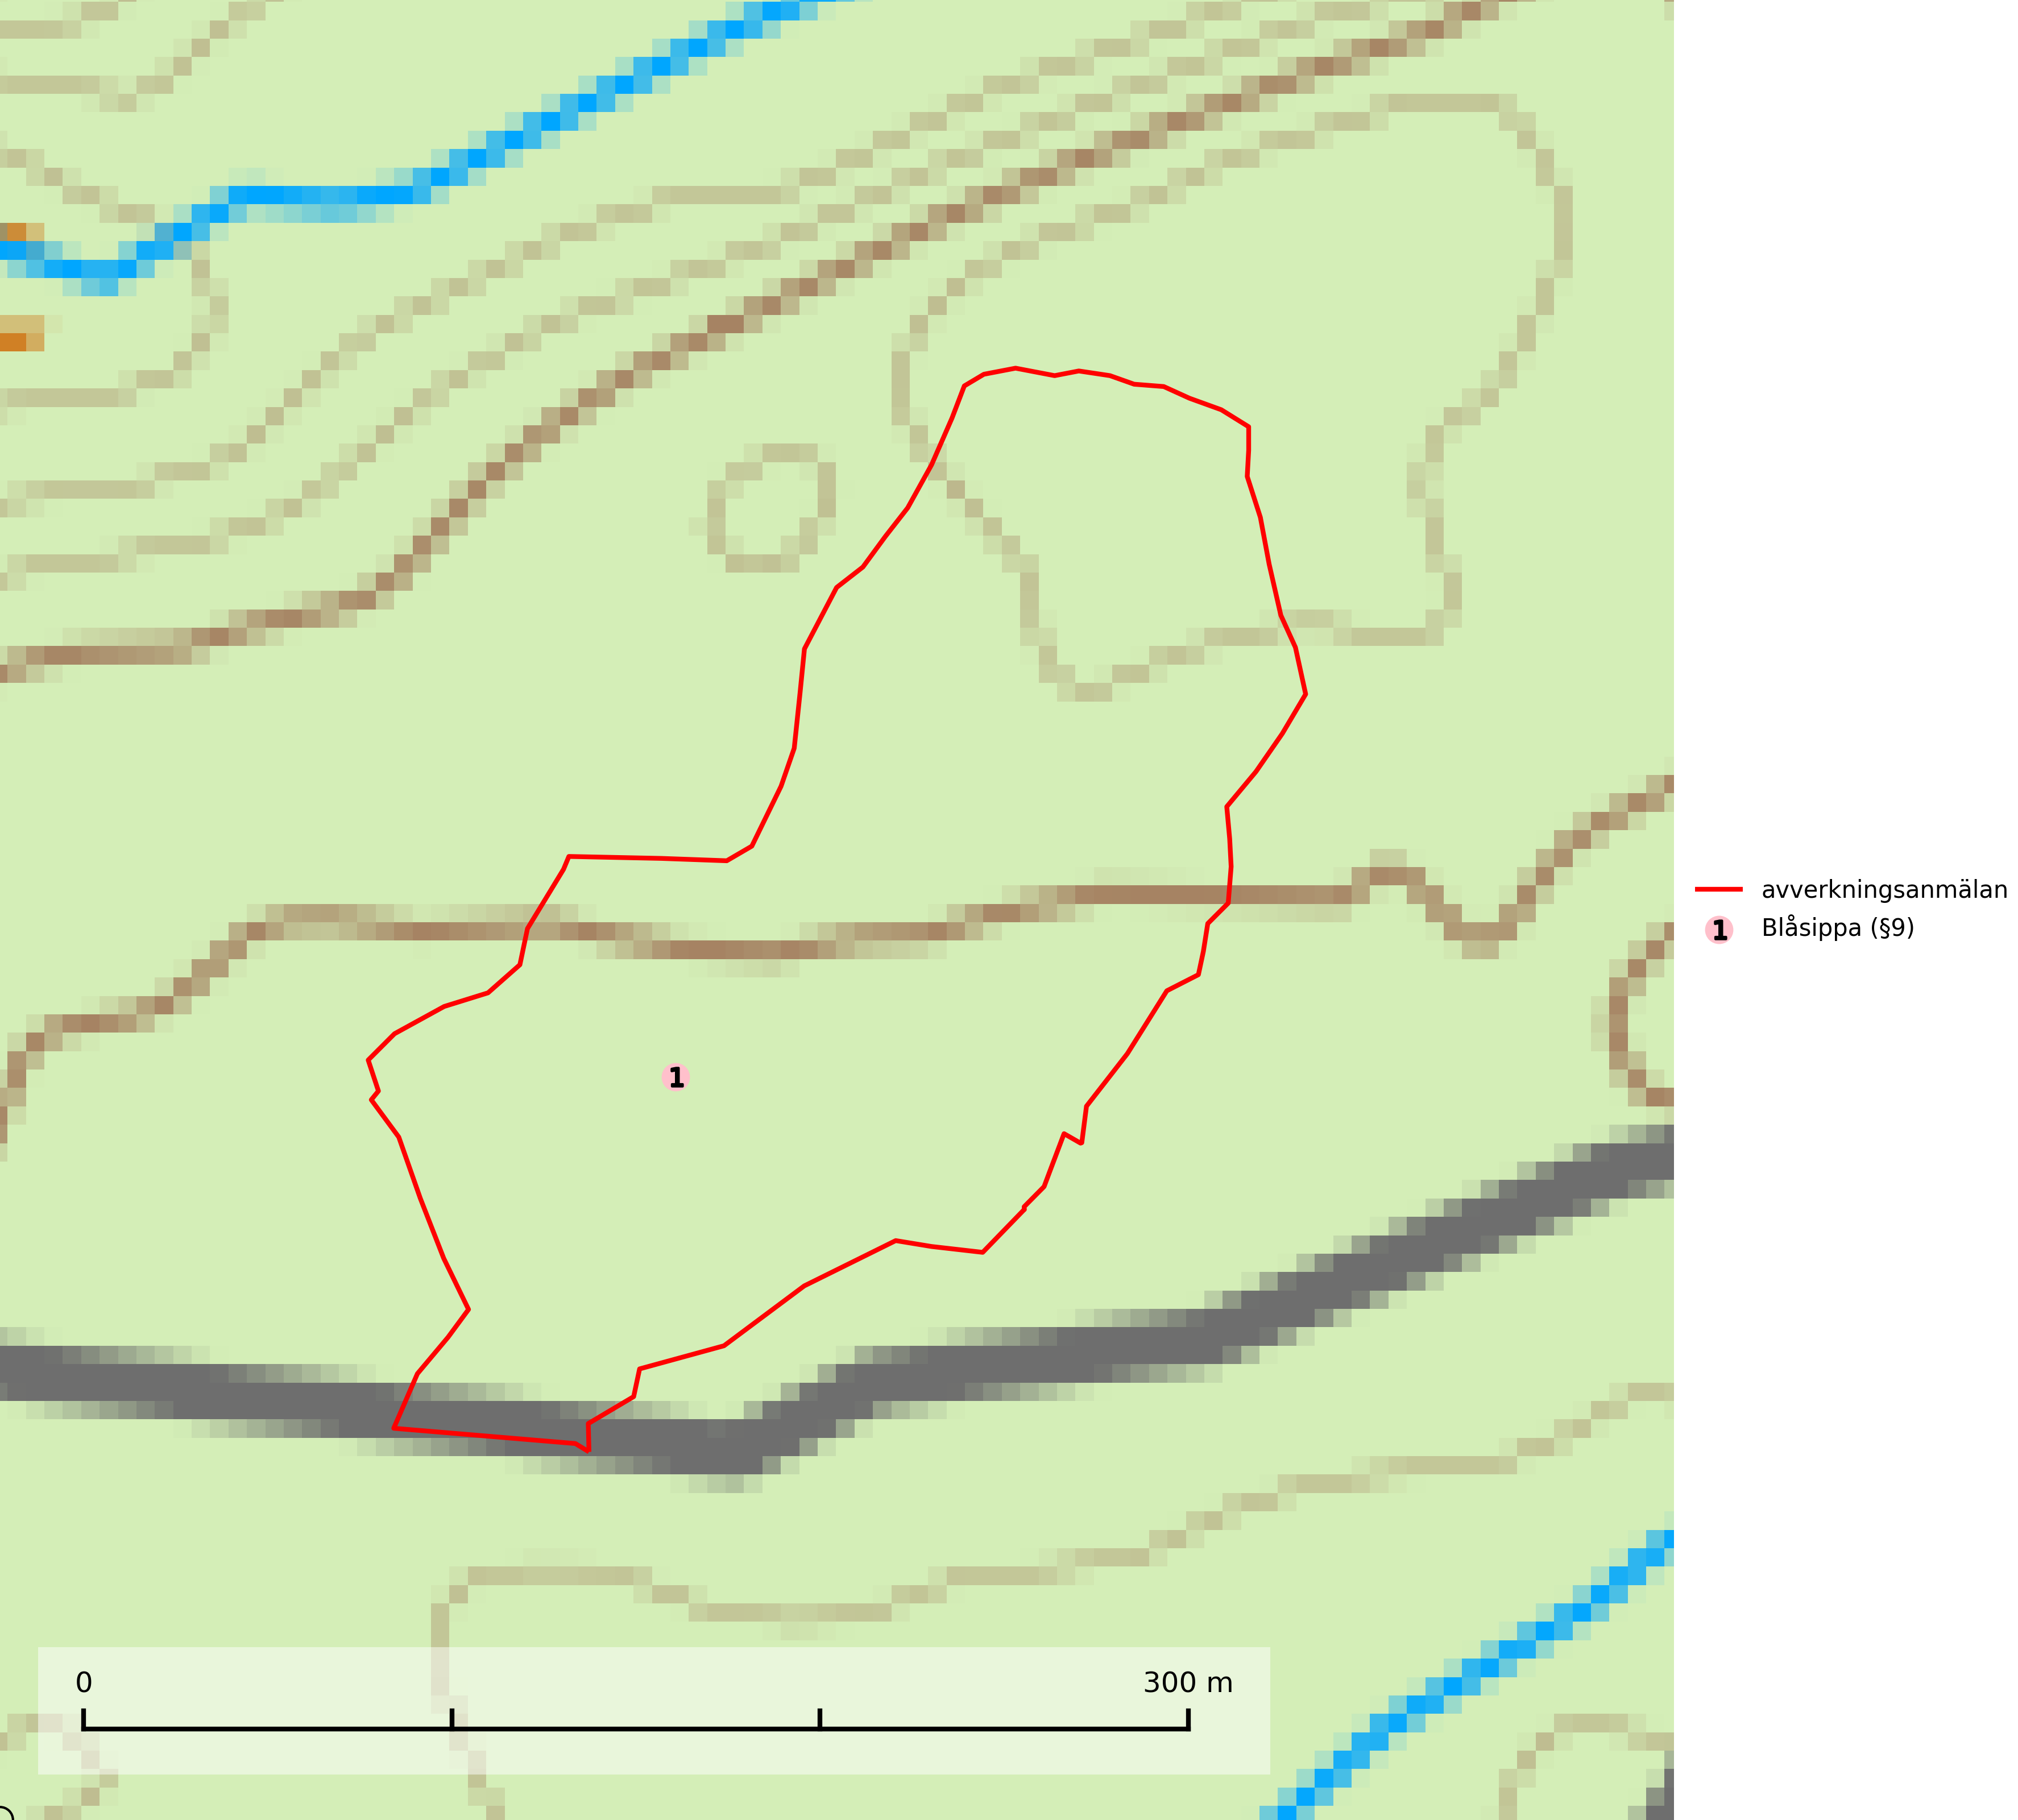 avverkningsanmälan
1 Blåsippa (§9)
1
0 300 m